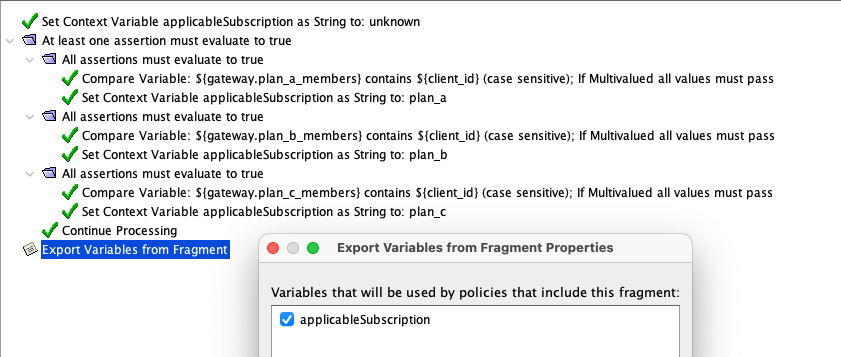 Set Context Variable applicableSubscription as String to: unknown
At least one assertion must evaluate to true
All assertions must evaluate to true
Compare Variable: ${gateway.plan_a_members} contains ${client_id} (case sensitive); If Multivalued all values must pass
Set Context Variable applicableSubscription as String to: plan_a
All assertions must evaluate to true
Compare Variable: ${gateway.plan_b_members} contains ${client_id} (case sensitive); If Multivalued all values must pass
Set Context Variable applicableSubscription as String to: plan_b
All assertions must evaluate to true
Compare Variable: ${gateway.plan_c_members} contains ${client_id} (case sensitive); If Multivalued all values must pass
Set Context Variable applicableSubscription as String to: plan_c
Continue Processing
Export Variables from Fragment
Export Variables from Fragment Properties
Variables that will be used by policies that include this fragment:
applicableSubscription